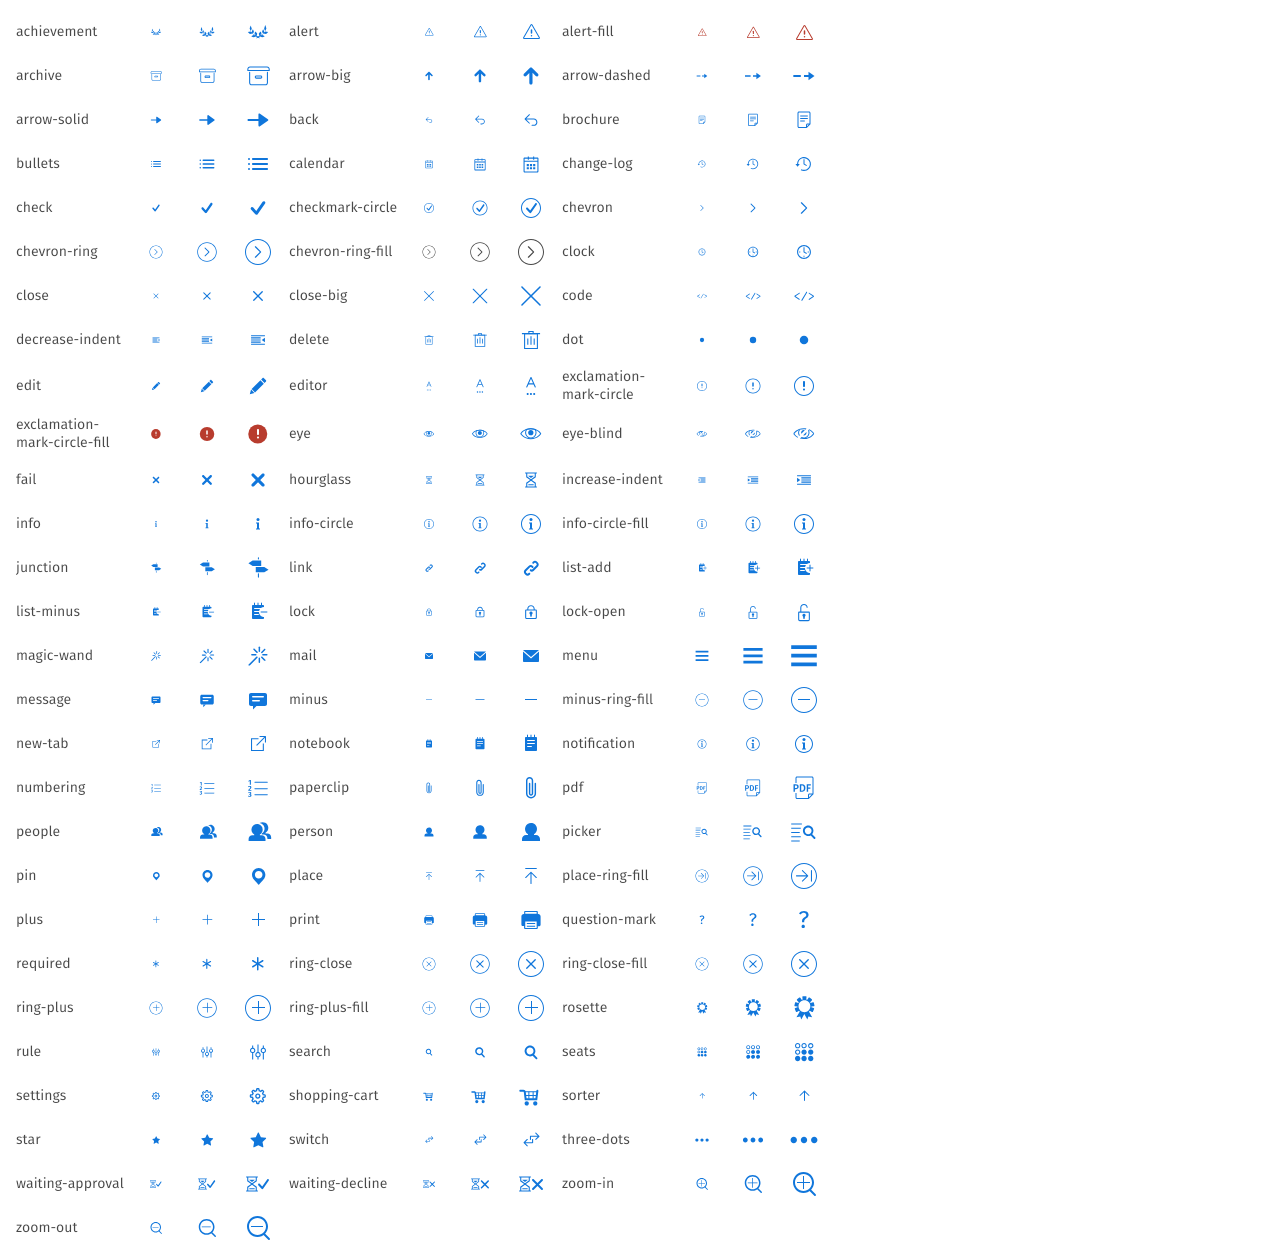 achievement alert alert-fill
archive arrow-big arrow-dashed
arrow-solid back brochure
bullets calendar change-log
check checkmark-circle chevron
chevron-ring chevron-ring-fill clock
close close-big code
decrease-indent delete dot
edit editor exclamation-
mark-circle
exclamation-
mark-circle-fill eye eye-blind
fail hourglass increase-indent
info info-circle info-circle-fill
junction link list-add
list-minus lock lock-open
magic-wand mail menu
message minus minus-ring-fill
new-tab notebook notification
numbering paperclip pdf PDF PDF PDF
people person picker
pin place place-ring-fill
plus print question-mark
required ring-close ring-close-fill
ring-plus ring-plus-fill rosette
rule search seats
settings shopping-cart sorter
star switch three-dots
waiting-approval waiting-decline zoom-in
zoom-out